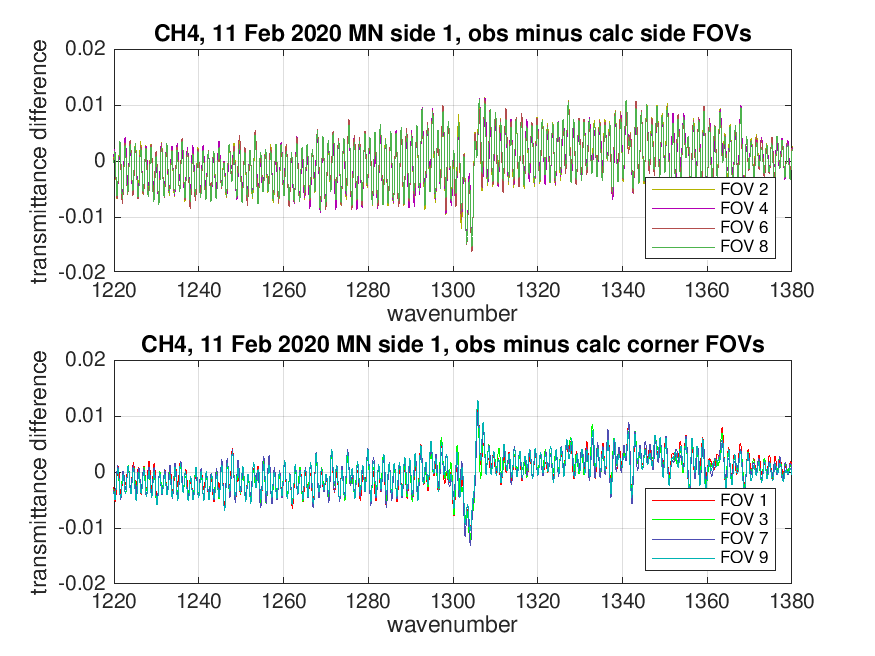 CH4, 11 Feb 2020 MN side 1, obs minus calc side FOVs
transmittance difference
0.02
0.01
0
-0.01
-0.02
1220
1240
1260
1280
1300
1320
1340
1360
1380
wavenumber
FOV 2
FOV 4
FOV 6
FOV 8
CH4, 11 Feb 2020 MN side 1, obs minus calc corner FOVs
transmittance difference
0.02
0.01
0
-0.01
-0.02
1220
1240
1260
1280
1300
1320
1340
1360
1380
wavenumber
FOV 1
FOV 3
FOV 7
FOV 9